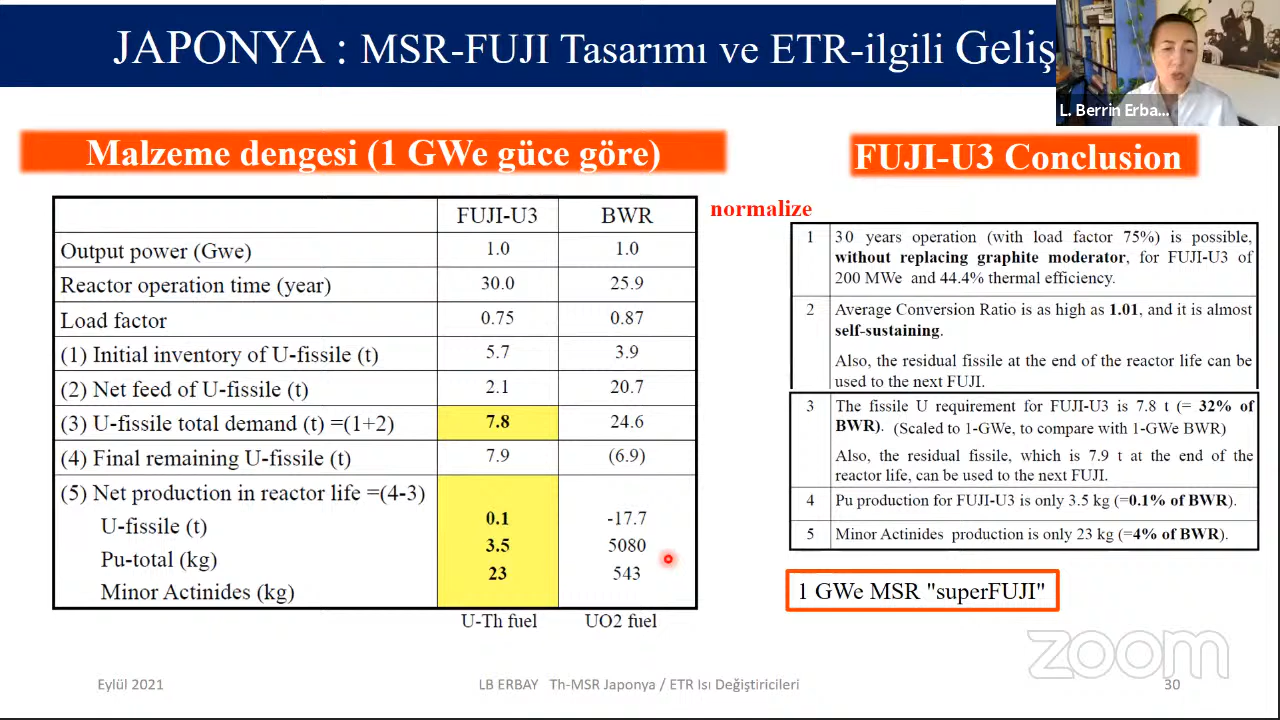 JAPONYA : MSR-FUJI Tasarımı ve ETR-ilgili Geliş
L. Berrin Erba...
Malzeme dengesi (1 GWe güce göre)
FUJI-U3 Conclusion
normalize
FUJI-U3 BWR
Output power (Gwe) 1.0 1.0
Reactor operation time (year) 30.0 25.9
Load factor 0.75 0.87
(1) Initial inventory of U-fissile (t) 5.7 3.9
(2) Net feed of U-fissile (t) 2.1 20.7
(3) U-fissile total demand (t) =(1+2) 7.8 24.6
(4) Final remaining U-fissile (t) 7.9 (6.9)
(5) Net production in reactor life =(4-3)
U-fissile (t) 0.1 -17.7
Pu-total (kg) 3.5 5080
Minor Actinides (kg) 23 543
U-Th fuel UO2 fuel
1 30 years operation (with load factor 75%) is possible,
without replacing graphite moderator, for FUJI-U3 of
200 MWe and 44.4% thermal efficiency.
2 Average Conversion Ratio is as high as 1.01, and it is almost
self-sustaining.
Also, the residual fissile at the end of the reactor life can be
used to the next FUJI.
3 The fissile U requirement for FUJI-U3 is 7.8 t (= 32% of
BWR). (Scaled to 1-GWe, to compare with 1-GWe BWR)
Also, the residual fissile, which is 7.9 t at the end of the
reactor life, can be used to the next FUJI.
4 Pu production for FUJI-U3 is only 3.5 kg (=0.1% of BWR).
5 Minor Actinides production is only 23 kg (=4% of BWR).
1 GWe MSR "superFUJI"
zoom
Eylül 2021
LB ERBAY Th-MSR Japonya / ETR Isı Değiştiricileri
30